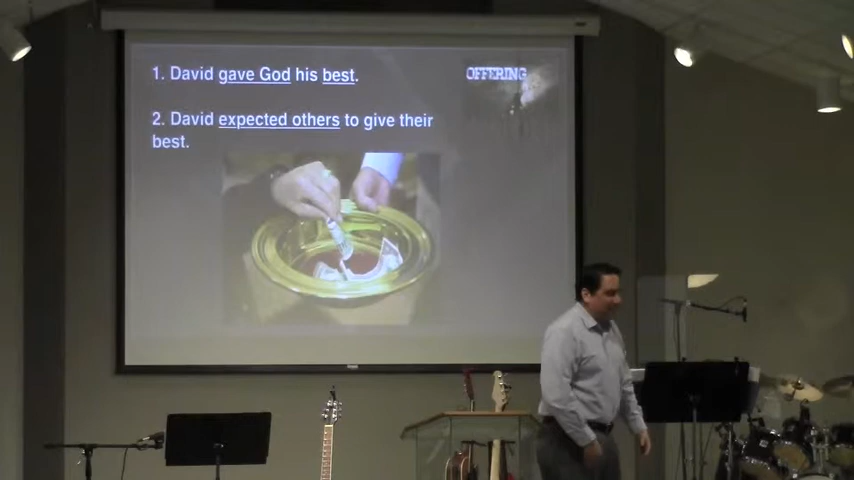 1. David gave God his best.
OFFERING
2. David expected others to give their
best.